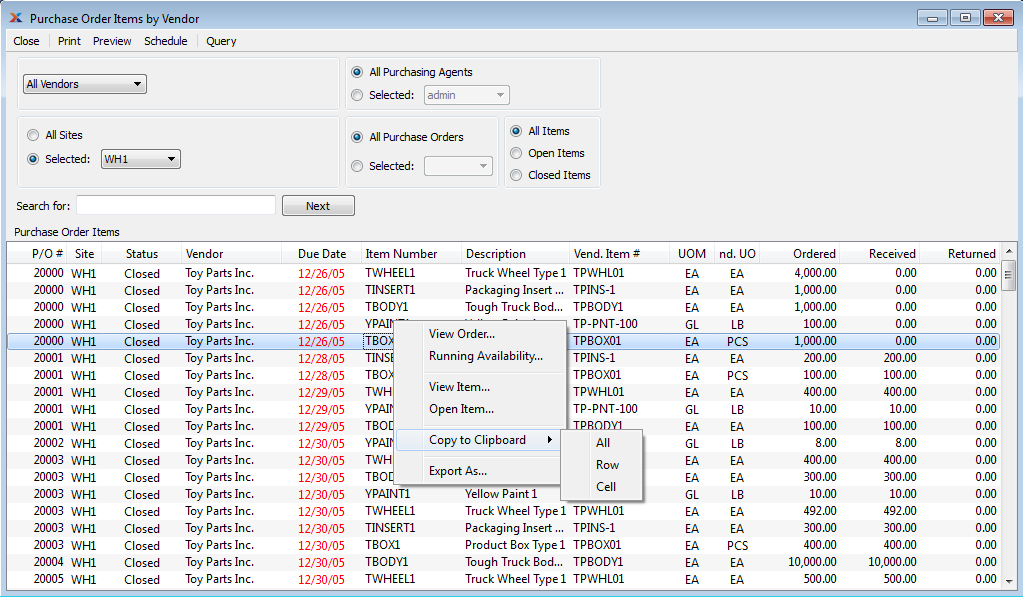 Purchase Order Items by Vendor
Close Print Preview Schedule Query
All Vendors
All Purchasing Agents
Selected: admin
All Sites
Selected: WH1
All Purchase Orders
Selected:
All Items
Open Items
Closed Items
Search for: Next
Purchase Order Items
P/O # Site Status Vendor Due Date Item Number Description Vend. Item # UOM nd. UO Ordered Received Returned
20000 WH1 Closed Toy Parts Inc. 12/26/05 TWHEEL1 Truck Wheel Type 1 TPWHL01 EA EA 4,000.00 0.00 0.00
20000 WH1 Closed Toy Parts Inc. 12/26/05 TINSERT1 Packaging Insert ... TPINS-1 EA EA 1,000.00 0.00 0.00
20000 WH1 Closed Toy Parts Inc. 12/26/05 TBODY1 Tough Truck Bod... TPBODY1 EA EA 1,000.00 0.00 0.00
20000 WH1 Closed Toy Parts Inc. 12/26/05 YPAIN TP-PNT-100 GL LB 100.00 0.00 0.00
20000 WH1 Closed Toy Parts Inc. 12/26/05 TBOX TPBOX01 EA PCS 1,000.00 0.00 0.00
20001 WH1 Closed Toy Parts Inc. 12/28/05 TINSE TPINS-1 EA EA 200.00 200.00 0.00
20001 WH1 Closed Toy Parts Inc. 12/28/05 TBOX TPBOX01 EA PCS 100.00 100.00 0.00
20001 WH1 Closed Toy Parts Inc. 12/29/05 TWH TPWHL01 EA EA 400.00 400.00 0.00
20001 WH1 Closed Toy Parts Inc. 12/29/05 YPAIN TP-PNT-100 GL LB 10.00 10.00 0.00
20001 WH1 Closed Toy Parts Inc. 12/29/05 TBOD TPBODY1 EA EA 100.00 100.00 0.00
20002 WH1 Closed Toy Parts Inc. 12/30/05 YPAIN GL LB 8.00 8.00 0.00
20003 WH1 Closed Toy Parts Inc. 12/30/05 TWH EA EA 400.00 400.00 0.00
20003 WH1 Closed Toy Parts Inc. 12/30/05 TBOD EA EA 300.00 300.00 0.00
20003 WH1 Closed Toy Parts Inc. 12/30/05 YPAINT1 Yellow Paint 1 GL LB 10.00 10.00 0.00
20003 WH1 Closed Toy Parts Inc. 12/30/05 TWHEEL1 Truck Wheel Type 1 TPWHL01 EA EA 492.00 492.00 0.00
20003 WH1 Closed Toy Parts Inc. 12/30/05 TINSERT1 Packaging Insert ... TPINS-1 EA EA 300.00 300.00 0.00
20003 WH1 Closed Toy Parts Inc. 12/30/05 TBOX1 Product Box Type 1 TPBOX01 EA PCS 400.00 400.00 0.00
20004 WH1 Closed Toy Parts Inc. 12/30/05 TBODY1 Tough Truck Bod... TPBODY1 EA EA 10,000.00 10,000.00 0.00
20005 WH1 Closed Toy Parts Inc. 12/30/05 TWHEEL1 Truck Wheel Type 1 TPWHL01 EA EA 500.00 500.00 0.00
View Order...
Running Availability...
View Item...
Open Item...
Copy to Clipboard
Export As...
All
Row
Cell